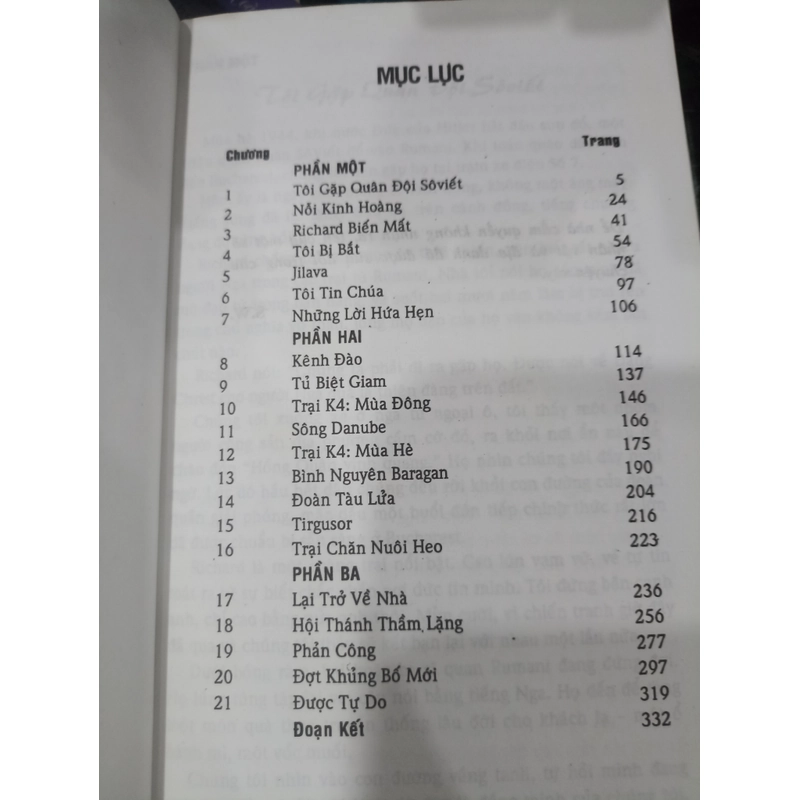 MỤC LỤC
Chương Trang
PHẦN MỘT
1 Tôi Gặp Quân Đội Sôviết 5
2 Nỗi Kinh Hoàng 24
3 Richard Biến Mất 41
4 Tôi Bị Bắt 54
5 Jilava 78
6 Tôi Tin Chúa 97
7 Những Lời Hứa Hẹn 106
PHẦN HAI
8 Kênh Đào 114
9 Tủ Biệt Giam 137
10 Trại K4: Mùa Đông 146
11 Sông Danube 166
12 Trại K4: Mùa Hè 175
13 Bình Nguyên Baragan 190
14 Đoàn Tàu Lửa 204
15 Tirgusor 216
16 Trại Chăn Nuôi Heo 223
PHẦN BA
17 Lại Trở Về Nhà 236
18 Hội Thánh Thầm Lặng 256
19 Phản Công 277
20 Đợt Khủng Bố Mới 297
21 Được Tự Do 319
Đoạn Kết 332